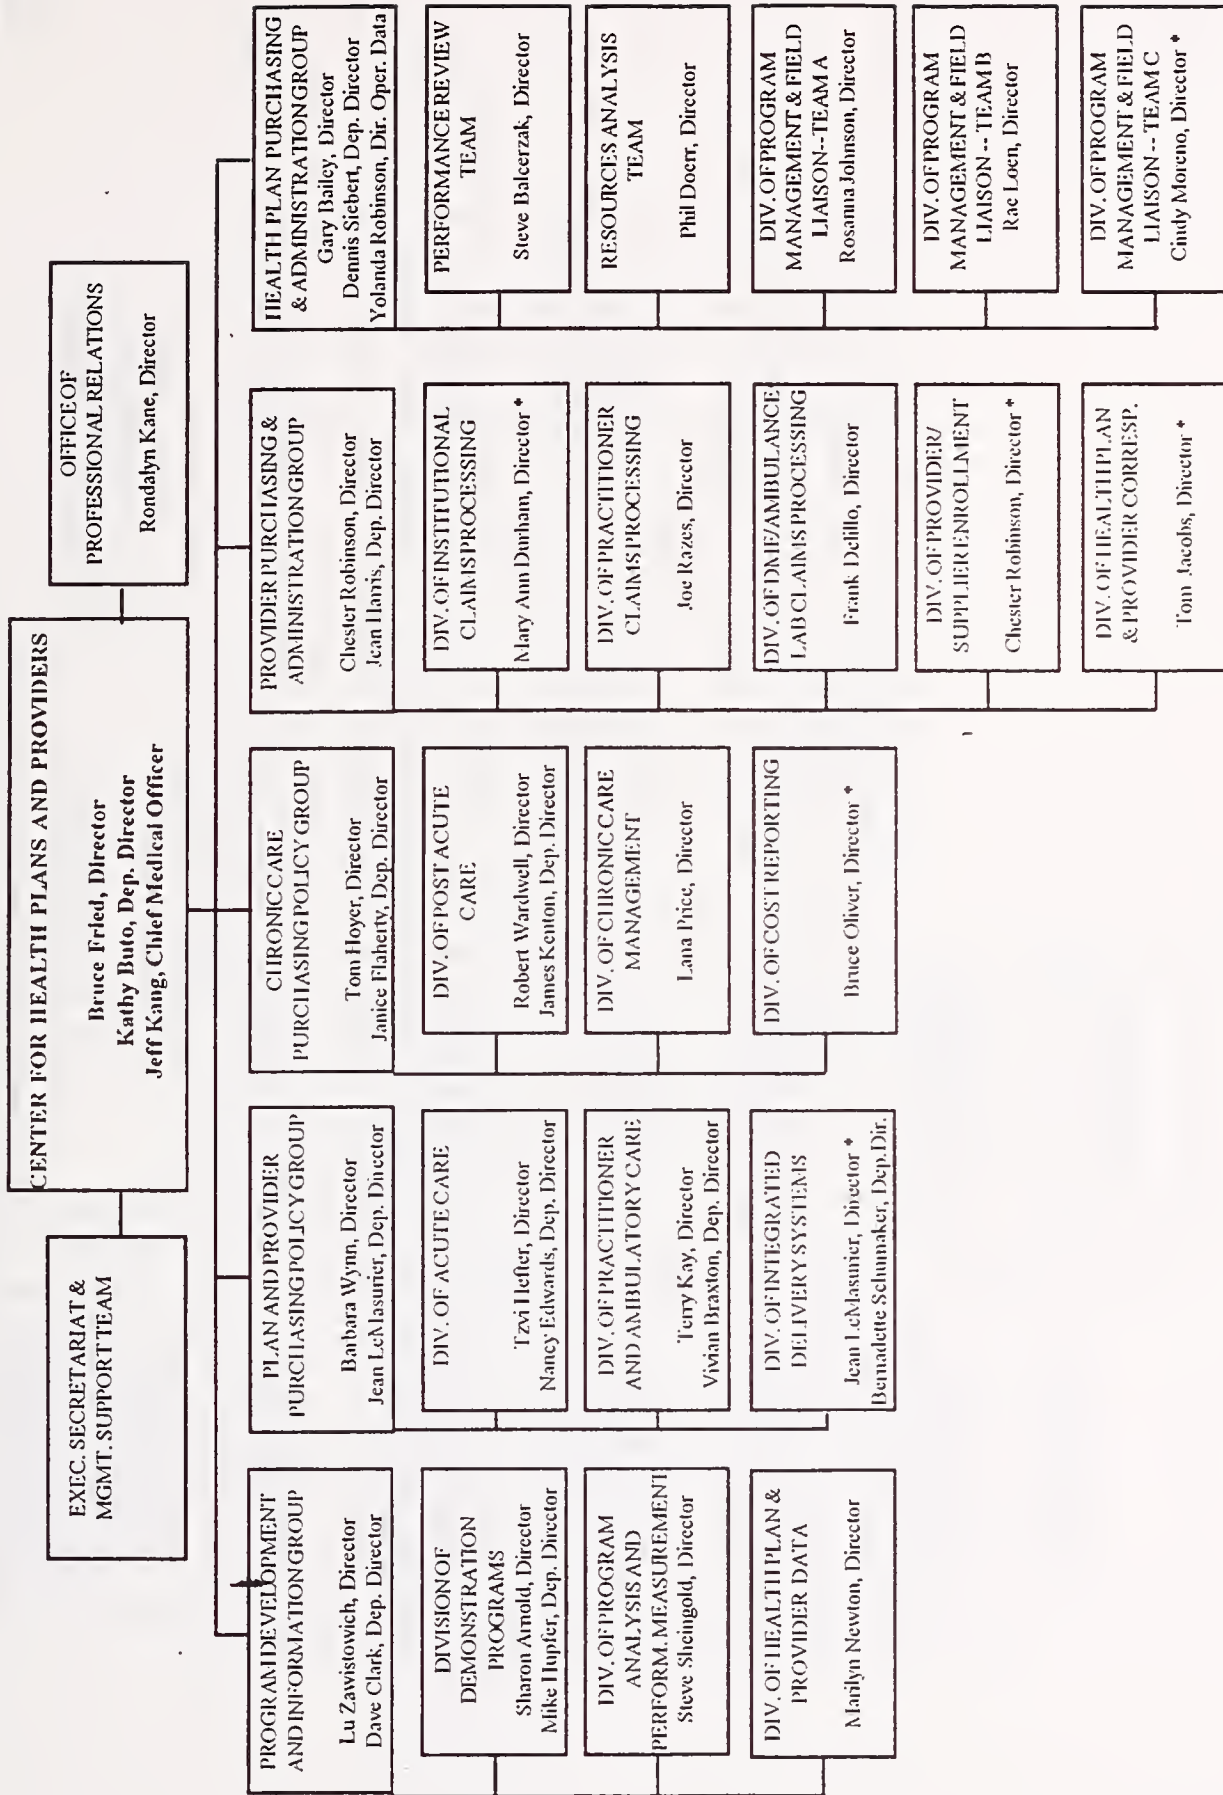 CENTER FOR HEALTH PLANS AND PROVIDERS
Bruce Fried, Director
Kathy Buto, Dep. Director
Jeff Kang, Chief Medical Officer
EXEC. SECRETARIAT &
MGMT. SUPPORT TEAM
OFFICE OF
PROFESSIONAL RELATIONS
Rondalyn Kane, Director
PROGRAM DEVELOPMENT
AND INFORMATION GROUP
Lu Zawistowich, Director
Dave Clark, Dep. Director
DIVISION OF
DEMONSTRATION
PROGRAMS
Sharon Arnold, Director
Mike Hupfer, Dep. Director
DIV. OF PROGRAM
ANALYSIS AND
PERFORM. MEASUREMENT
Steve Sheingold, Director
DIV. OF HEALTH PLAN &
PROVIDER DATA
Marilyn Newton, Director
PLAN AND PROVIDER
PURCHASING POLICY GROUP
Barbara Wynn, Director
Jean LeMasurier, Dep. Director
DIV. OF ACUTE CARE
Tzvi Hefter, Director
Nancy Edwards, Dep. Director
DIV. OF PRACTITIONER
AND AMBULATORY CARE
Terry Kay, Director
Vivian Braxton, Dep. Director
DIV. OF INTEGRATED
DELIVERY SYSTEMS
Jean LeMasurier, Director *
Bernadette Schumaker, Dep.Dir.
CHRONIC CARE
PURCHASING POLICY GROUP
Tom Hoyer, Director
Janice Flaherty, Dep. Director
DIV. OF POST ACUTE
CARE
Robert Wardwell, Director
James Kenton, Dep. Director
DIV. OF CHRONIC CARE
MANAGEMENT
Lana Price, Director
DIV. OF COST REPORTING
Bruce Oliver, Director *
PROVIDER PURCHASING &
ADMINISTRATION GROUP
Chester Robinson, Director
Jean Harris, Dep. Director
DIV. OF INSTITUTIONAL
CLAIMS PROCESSING
Mary Ann Durham, Director *
DIV. OF PRACTITIONER
CLAIMS PROCESSING
Joe Razes, Director
DIV. OF DME/AMBULANCE/
LAB CLAIMS PROCESSING
Frank Delillo, Director
DIV. OF PROVIDER/
SUPPLIER ENROLLMENT
Chester Robinson, Director *
DIV. OF HEALTH PLAN
& PROVIDER CORRESP.
Tom Jacobs, Director *
HEALTH PLAN PURCHASING
& ADMINISTRATION GROUP
Gary Bailey, Director
Dennis Siebert, Dep. Director
Yolanda Robinson, Dir. Oper. Data
PERFORMANCE REVIEW
TEAM
Steve Balcerzak, Director
RESOURCES ANALYSIS
TEAM
Phil Doerr, Director
DIV. OF PROGRAM
MANAGEMENT & FIELD
LIAISON--TEAM A
Rosanna Johnson, Director
DIV. OF PROGRAM
MANAGEMENT & FIELD
LIAISON -- TEAM B
Rae Loen, Director
DIV. OF PROGRAM
MANAGEMENT & FIELD
LIAISON -- TEAM C
Cindy Moreno, Director *